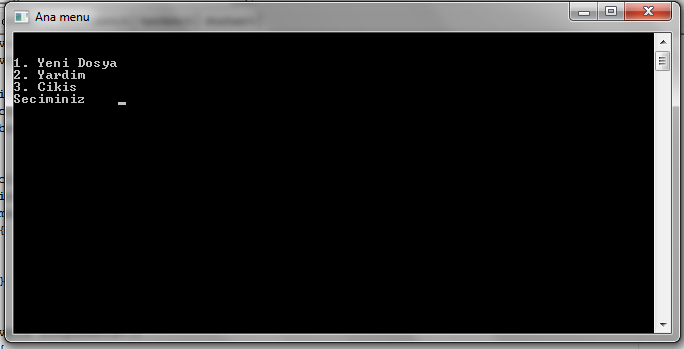 Ana menu
1. Yeni Dosya
2. Yardim
3. Cikis
Seciminiz